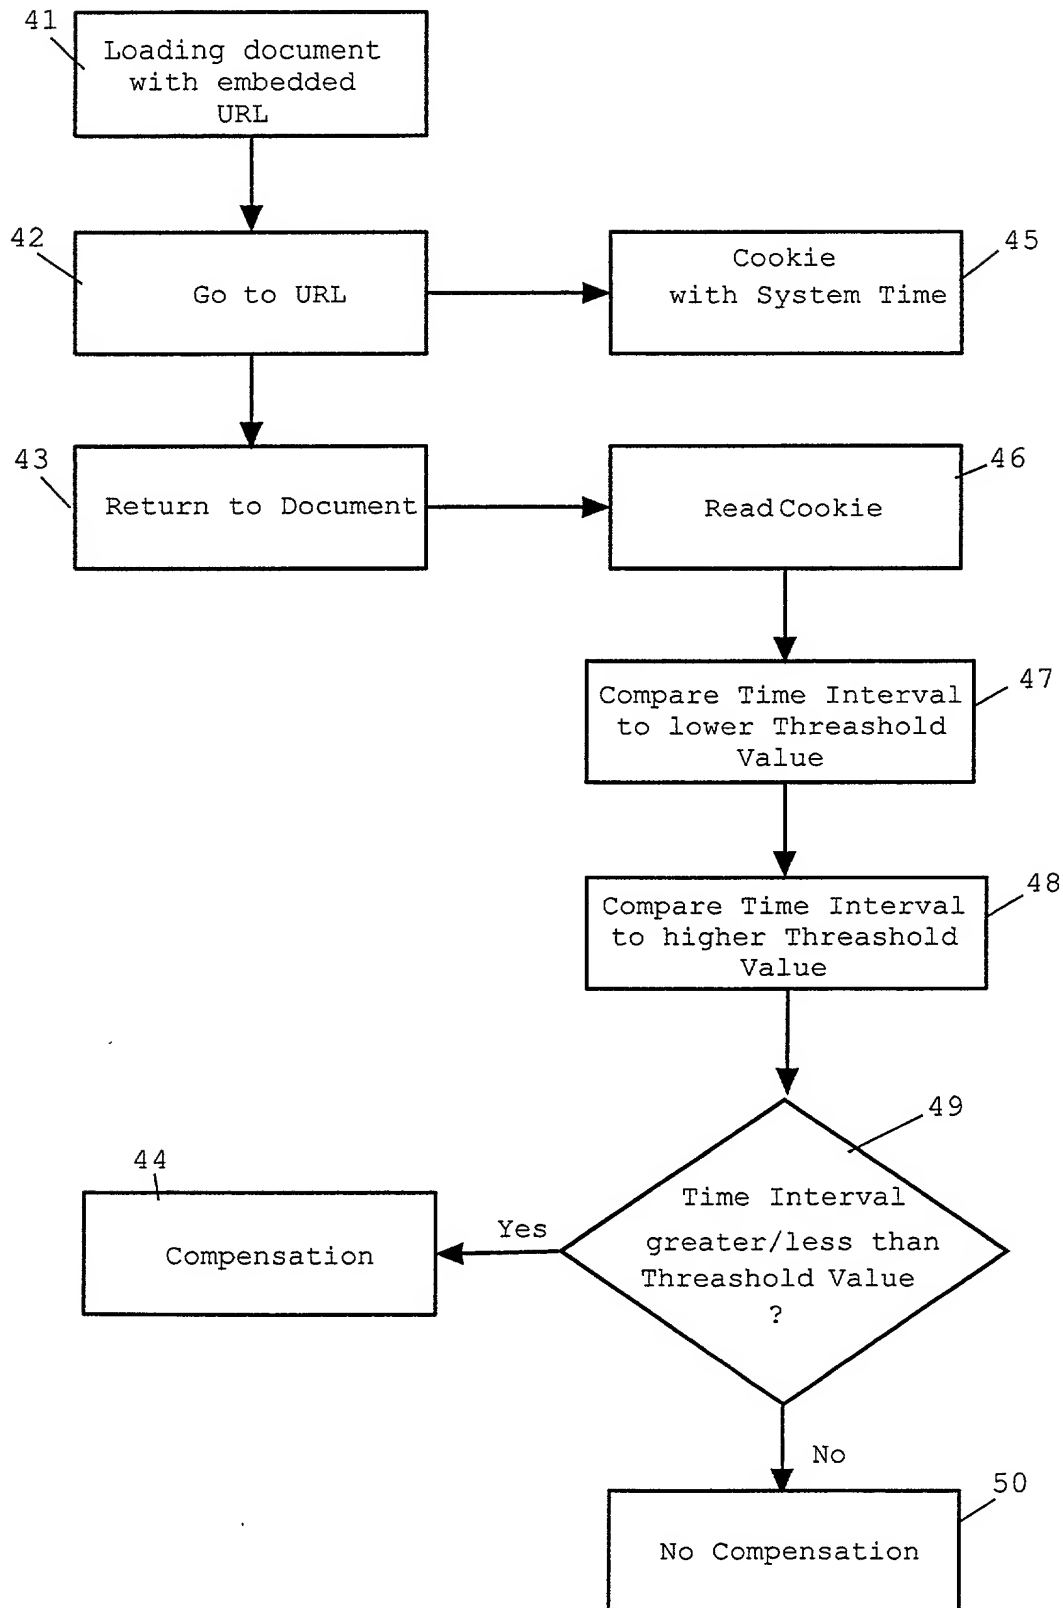 41
Loading document
with embedded
URL
42
Go to URL
45
Cookie
with System Time
43
Return to Document
46
Read Cookie
47
Compare Time Interval
to lower Threashold
Value
48
Compare Time Interval
to higher Threashold
Value
49
Time Interval
greater/less than
Threashold Value
?
Yes
44
Compensation
No
50
No Compensation